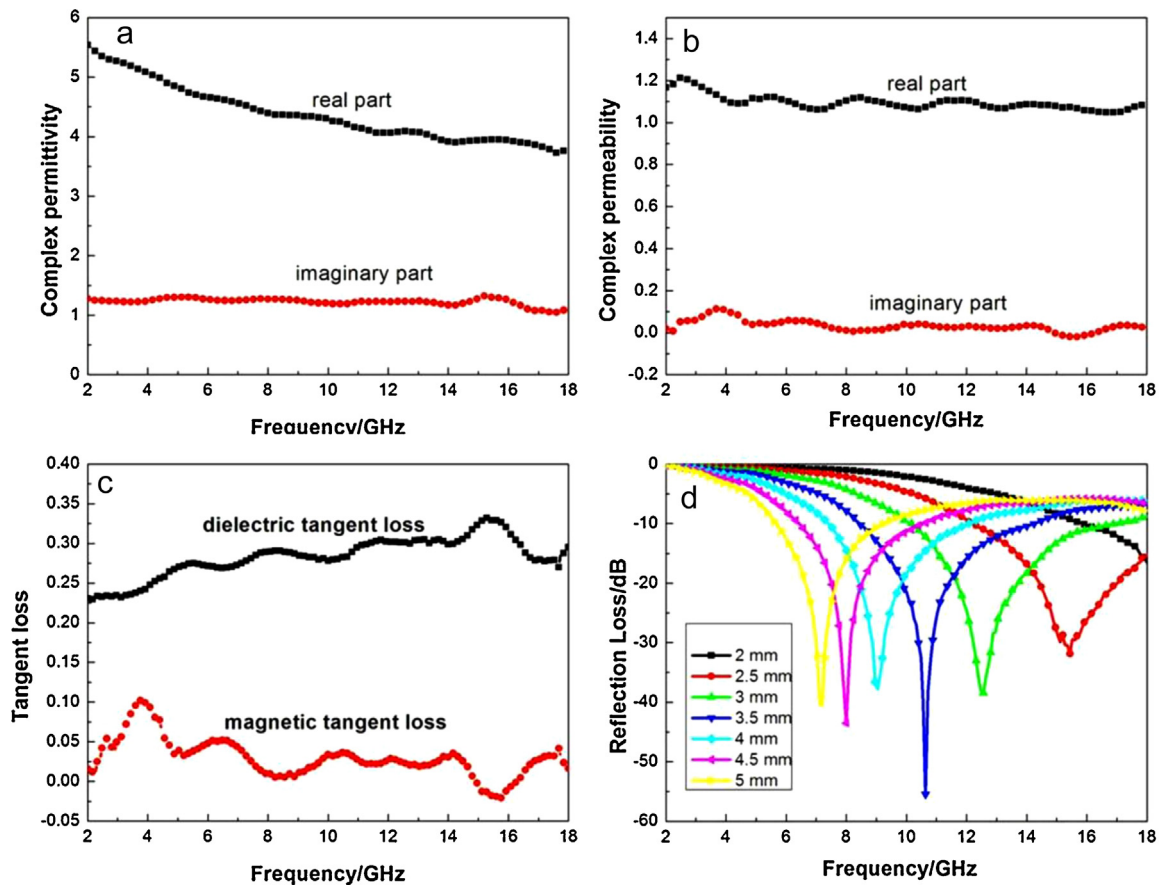 a
Complex permittivity
6
5
4
3
2
1
0
real part
imaginary part
2 4 6 8 10 12 14 16 18
Frequency/GHz
b
Complex permeability
1.4
1.2
1.0
0.8
0.6
0.4
0.2
0.0
-0.2
real part
imaginary part
2 4 6 8 10 12 14 16 18
Frequency/GHz
c
Tangent loss
0.40
0.35
0.30
0.25
0.20
0.15
0.10
0.05
0.00
-0.05
dielectric tangent loss
magnetic tangent loss
2 4 6 8 10 12 14 16 18
Frequency/GHz
d
Reflection Loss/dB
0
-10
-20
-30
-40
-50
-60
2 mm
2.5 mm
3 mm
3.5 mm
4 mm
4.5 mm
5 mm
2 4 6 8 10 12 14 16 18
Frequency/GHz